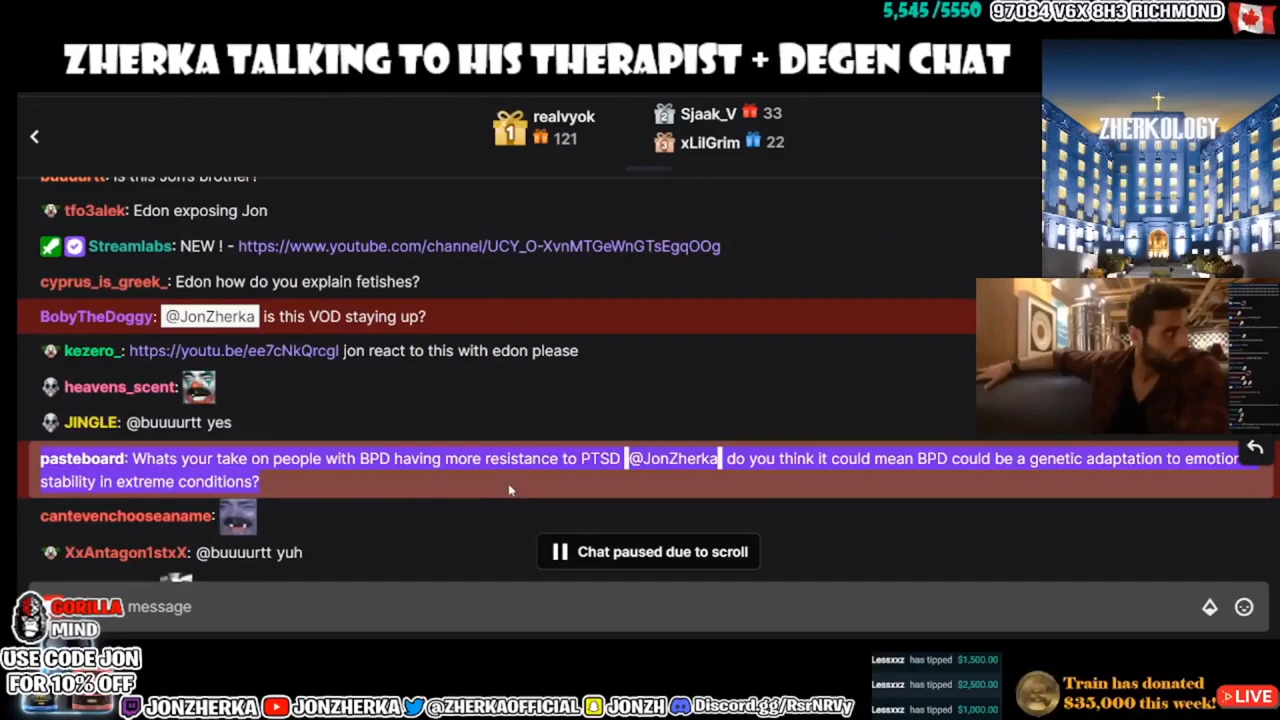 5,545 /5550
97084 V6X 8H3 RICHMOND
ZHERKA TALKING TO HIS THERAPIST + DEGEN CHAT
ZHERKOLOGY
1 realvyok
121
2 Sjaak_V 33
3 xLilGrim 22
buuuurtt: is this Jon's brother?
tfo3alek: Edon exposing Jon
Streamlabs: NEW ! - https://www.youtube.com/channel/UCY_O-XvnMTGeWnGTsEgqOOg
cyprus_is_greek_: Edon how do you explain fetishes?
BobyTheDoggy: @JonZherka is this VOD staying up?
kezero_: https://youtu.be/ee7cNkQrcgI jon react to this with edon please
heavens_scent:
JINGLE: @buuuurtt yes
pasteboard: Whats your take on people with BPD having more resistance to PTSD @JonZherka do you think it could mean BPD could be a genetic adaptation to emotion
stability in extreme conditions?
cantevenchooseaname:
XxAntagon1stxX: @buuuurtt yuh
Chat paused due to scroll
message
GORILLA
MIND
USE CODE JON
FOR 10% OFF
JONZHERKA JONZHERKA @ZHERKAOFFICIAL JONZH Discord.gg/RsrNRVy
Lessxxz has tipped $1,500.00
Lessxxz has tipped $2,500.00
Lessxxz has tipped $1,000.00
Train has donated
$35,000 this week!
LIVE